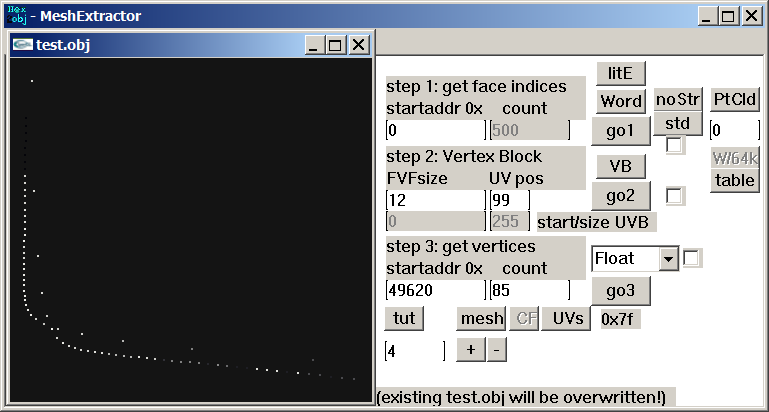 Hex
obj - MeshExtractor
test.obj
step 1: get face indices
startaddr 0x count
0 500
litE
Word
go1
noStr
std
PtCld
0
step 2: Vertex Block
FVFsize UV pos
12 99
0 255 start/size UVB
VB
go2
W/64k
table
step 3: get vertices
startaddr 0x count
49620 85
Float
go3
tut mesh CF UVs 0x7f
4 + -
(existing test.obj will be overwritten!)